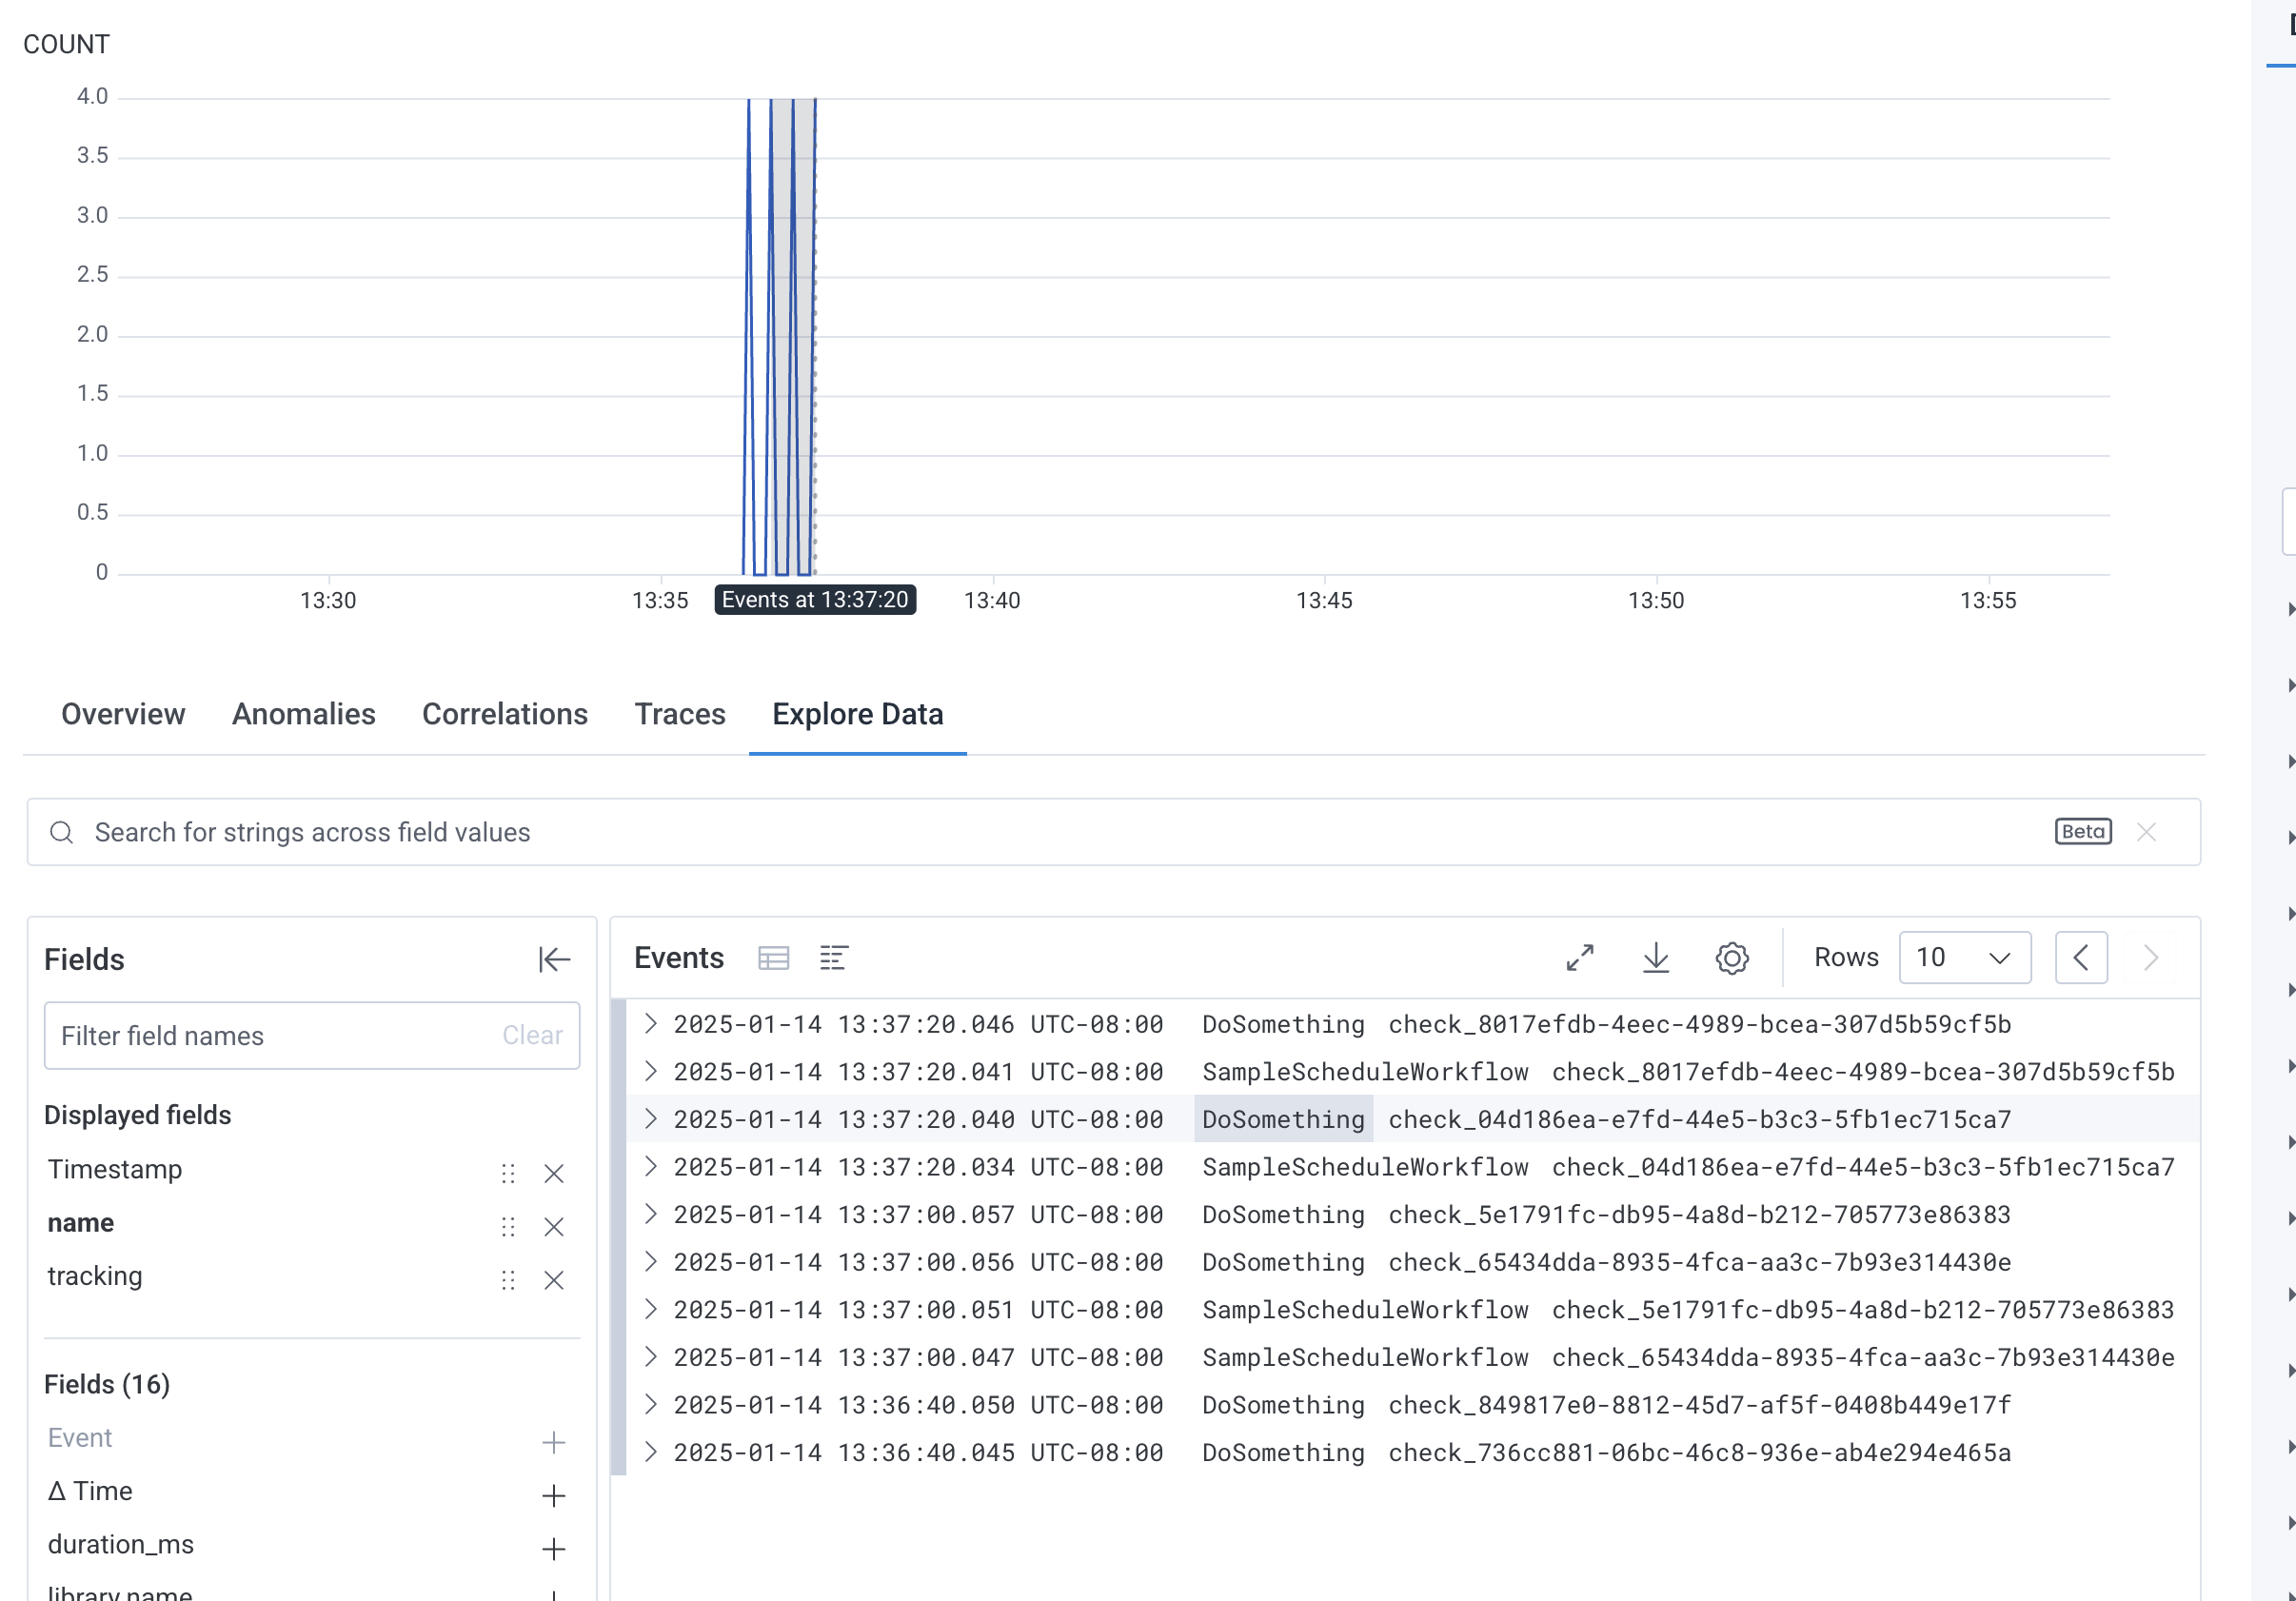 COUNT
4.0
3.5
3.0
2.5
2.0
1.5
1.0
0.5
0
13:30 13:35 Events at 13:37:20 13:40 13:45 13:50 13:55
Overview Anomalies Correlations Traces Explore Data
Search for strings across field values Beta
Fields
Filter field names Clear
Displayed fields
Timestamp
name
tracking
Fields (16)
Event
Δ Time
duration_ms
library.name
Events Rows 10
2025-01-14 13:37:20.046 UTC-08:00 DoSomething check_8017efdb-4eec-4989-bcea-307d5b59cf5b
2025-01-14 13:37:20.041 UTC-08:00 SampleScheduleWorkflow check_8017efdb-4eec-4989-bcea-307d5b59cf5b
2025-01-14 13:37:20.040 UTC-08:00 DoSomething check_04d186ea-e7fd-44e5-b3c3-5fb1ec715ca7
2025-01-14 13:37:20.034 UTC-08:00 SampleScheduleWorkflow check_04d186ea-e7fd-44e5-b3c3-5fb1ec715ca7
2025-01-14 13:37:00.057 UTC-08:00 DoSomething check_5e1791fc-db95-4a8d-b212-705773e86383
2025-01-14 13:37:00.056 UTC-08:00 DoSomething check_65434dda-8935-4fca-aa3c-7b93e314430e
2025-01-14 13:37:00.051 UTC-08:00 SampleScheduleWorkflow check_5e1791fc-db95-4a8d-b212-705773e86383
2025-01-14 13:37:00.047 UTC-08:00 SampleScheduleWorkflow check_65434dda-8935-4fca-aa3c-7b93e314430e
2025-01-14 13:36:40.050 UTC-08:00 DoSomething check_849817e0-8812-45d7-af5f-0408b449e17f
2025-01-14 13:36:40.045 UTC-08:00 DoSomething check_736cc881-06bc-46c8-936e-ab4e294e465a